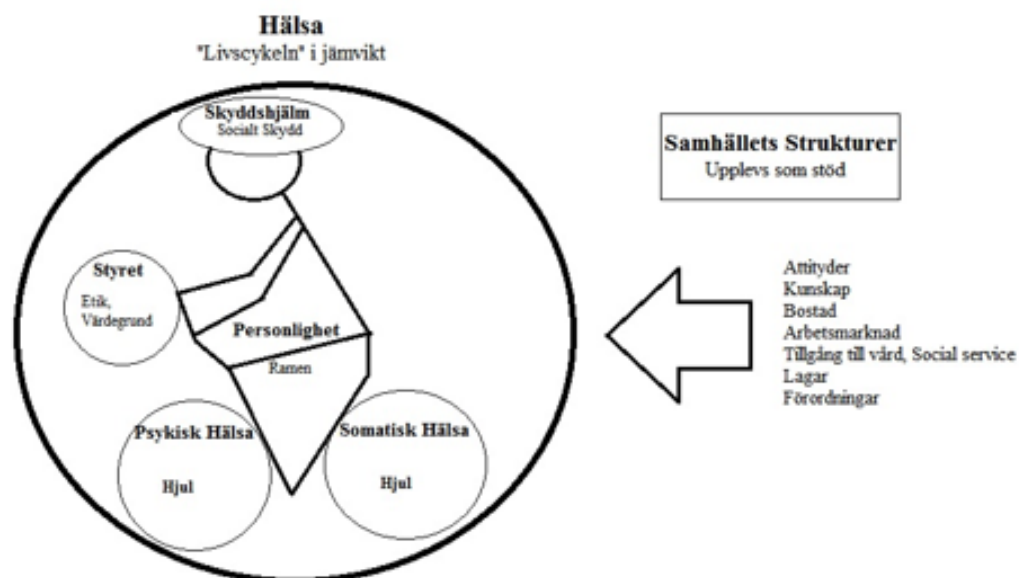 Hälsa
"Livscykeln" i jämvikt
Skyddshjälm
Socialt Skydd
Samhällets Strukturer
Upplevs som stöd
Styret
Etik,
Värdegrund
Personlighet
Ramen
Psykisk Hälsa
Hjul
Somatisk Hälsa
Hjul
Attityder
Kunskap
Bostad
Arbetsmarknad
Tillgång till vård, Social service
Lagar
Förordningar